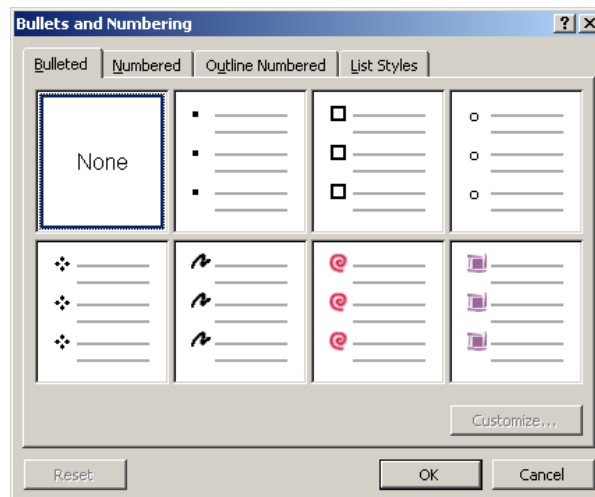 Bullets and Numbering
Bulleted Numbered Outline Numbered List Styles
None
Customize...
Reset OK Cancel